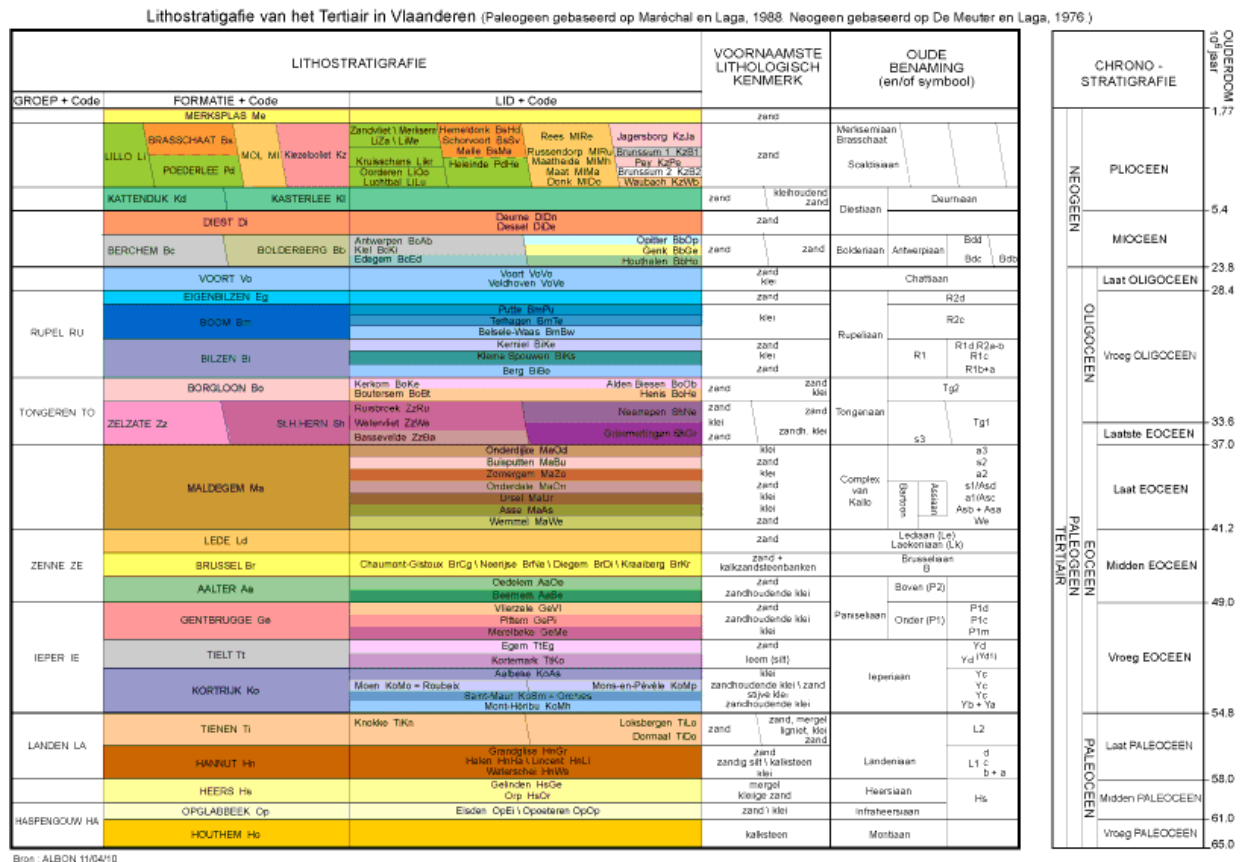 Lithostratigafie van het Tertiair in Vlaanderen (Paleogeen gebaseerd op Maréchal en Laga, 1988. Neogeen gebaseerd op De Meuter en Laga, 1976.)
LITHOSTRATIGRAFIE
VOORNAAMSTE LITHOLOGISCH KENMERK
OUDE BENAMING (en/of symbool)
CHRONO - STRATIGRAFIE
OUDERDOM 10⁶ jaar
GROEP + Code FORMATIE + Code LID + Code
MERKSPLAS Me zand
LILLO Li BRASSCHAAT Bs POEDERLEE Pd MOL Ml Kiezeloöliet Kz
Zandvliet \ Merksem LiZa \ LiMe
Kruisschans LiKr
Oorderen LiOo
Luchtbal LiLu
Hemeldonk BsHd
Schorvoort BsSv
Malle BsMa
Heieinde PdHe
Rees MlRe
Russendorp MlRu
Maatheide MlMh
Maat MlMa
Donk MlDo
Jagersborg KzJa
Brunssum 1 KzB1
Pey KzPe
Brunssum 2 KzB2
Waubach KzWb
zand
Merksemiaan
Brasschaat
Scaldisiaan
KATTENDIJK Kd KASTERLEE Kl zand kleihoudend zand
Diestiaan Deurniaan
DIEST Di Deurne DiDn
Dessel DiDe
zand
BERCHEM Bc BOLDERBERG Bb
Antwerpen BcAb
Kiel BcKi
Edegem BcEd
Opitter BbOp
Genk BbGe
Houthalen BbHo
zand zand
Bolderiaan Antwerpiaan Bdd
Bdc Bdb
VOORT Vo Voort VoVo zand
Veldhoven VoVe klei
Chattiaan
RUPEL RU
EIGENBILZEN Eg zand R2d
BOOM Bm
Putte BmPu
Terhagen BmTe
Belsele-Waas BmBw
klei
Rupeliaan
R2c
BILZEN Bi
Kerniel BiKe zand R1d,R2a-b
Kleine Spouwen BiKs klei R1 R1c
Berg BiBe zand R1b+a
TONGEREN TO
BORGLOON Bo
Kerkom BoKe
Boutersem BoBt
Alden Biesen BoOb
Henis BoHe
zand zand
klei
Tg2
ZELZATE Zz St.H.HERN Sh
Ruisbroek ZzRu
Watervliet ZzWa
Bassevelde ZzBa
Neerrepen ShNe
Grimmertingen ShGr
zand zand
klei zandh. klei
zand
Tongeriaan
Tg1
s3
MALDEGEM Ma
Onderdijke MaOd klei a3
Buisputten MaBu zand s2
Zomergem MaZo klei a2
Onderdale MaOn zand s1/Asd
Ursel MaUr klei a1/Asc
Asse MaAs klei Asb + Asa
Wemmel MaWe zand We
Complex van Kallo
Bartoon
Assiaan
ZENNE ZE
LEDE Ld zand Lediaan (Le)
Laekeniaan (Lk)
BRUSSEL Br Chaumont-Gistoux BrCg \ Neerijse BrNe \ Diegem BrDi \ Kraaiberg BrKr
zand + kalkzandsteenbanken
Brusseliaan
B
AALTER Aa
Oedelem AaOe zand
Beernem AaBe zandhoudende klei
Boven (P2)
IEPER IE
GENTBRUGGE Ge
Vlierzele GeVl zand P1d
Pittem GePi zandhoudende klei P1c
Merelbeke GeMe klei P1m
Paniseliaan Onder (P1)
TIELT Tt
Egem TtEg zand Yd
Kortemark TtKo leem (silt) Yd (Yd1)
KORTRIJK Ko
Aalbeke KoAa klei Yc
Moen KoMo = Roubaix Mons-en-Pévèle KoMp zandhoudende klei \ zand Yc
Saint-Maur KoSm = Orchies stijve klei Yc
Mont-Héribu KoMh zandhoudende klei Yb + Ya
Ieperiaan
LANDEN LA
TIENEN Ti
Knokke TiKn
Loksbergen TiLo
Dormaal TiDo
zand zand, mergel
ligniet, klei
zand
L2
HANNUT Hn
Grandglise HnGr zand d
Halen HnHa \ Lincent HnLi zandig silt \ kalksteen L1 c
Waterschei HnWa klei b + a
Landeniaan
HEERS Hs
Gelinden HsGe mergel
Orp HsOr kleiige zand
Heersiaan Hs
HASPENGOUW HA
OPGLABBEEK Op Eisden OpEi \ Opoeteren OpOp zand \ klei Infraheersiaan
HOUTHEM Ho kalksteen Montiaan
TERTIAIR
NEOGEEN
PALEOGEEN
OLIGOCEEN
EOCEEN
PALEOCEEN
1.77
PLIOCEEN
5.4
MIOCEEN
23.8
Laat OLIGOCEEN
28.4
Vroeg OLIGOCEEN
33.6
Laatste EOCEEN
37.0
Laat EOCEEN
41.2
Midden EOCEEN
49.0
Vroeg EOCEEN
54.8
Laat PALEOCEEN
58.0
Midden PALEOCEEN
61.0
Vroeg PALEOCEEN
65.0
Bron : ALBON 11/04/10